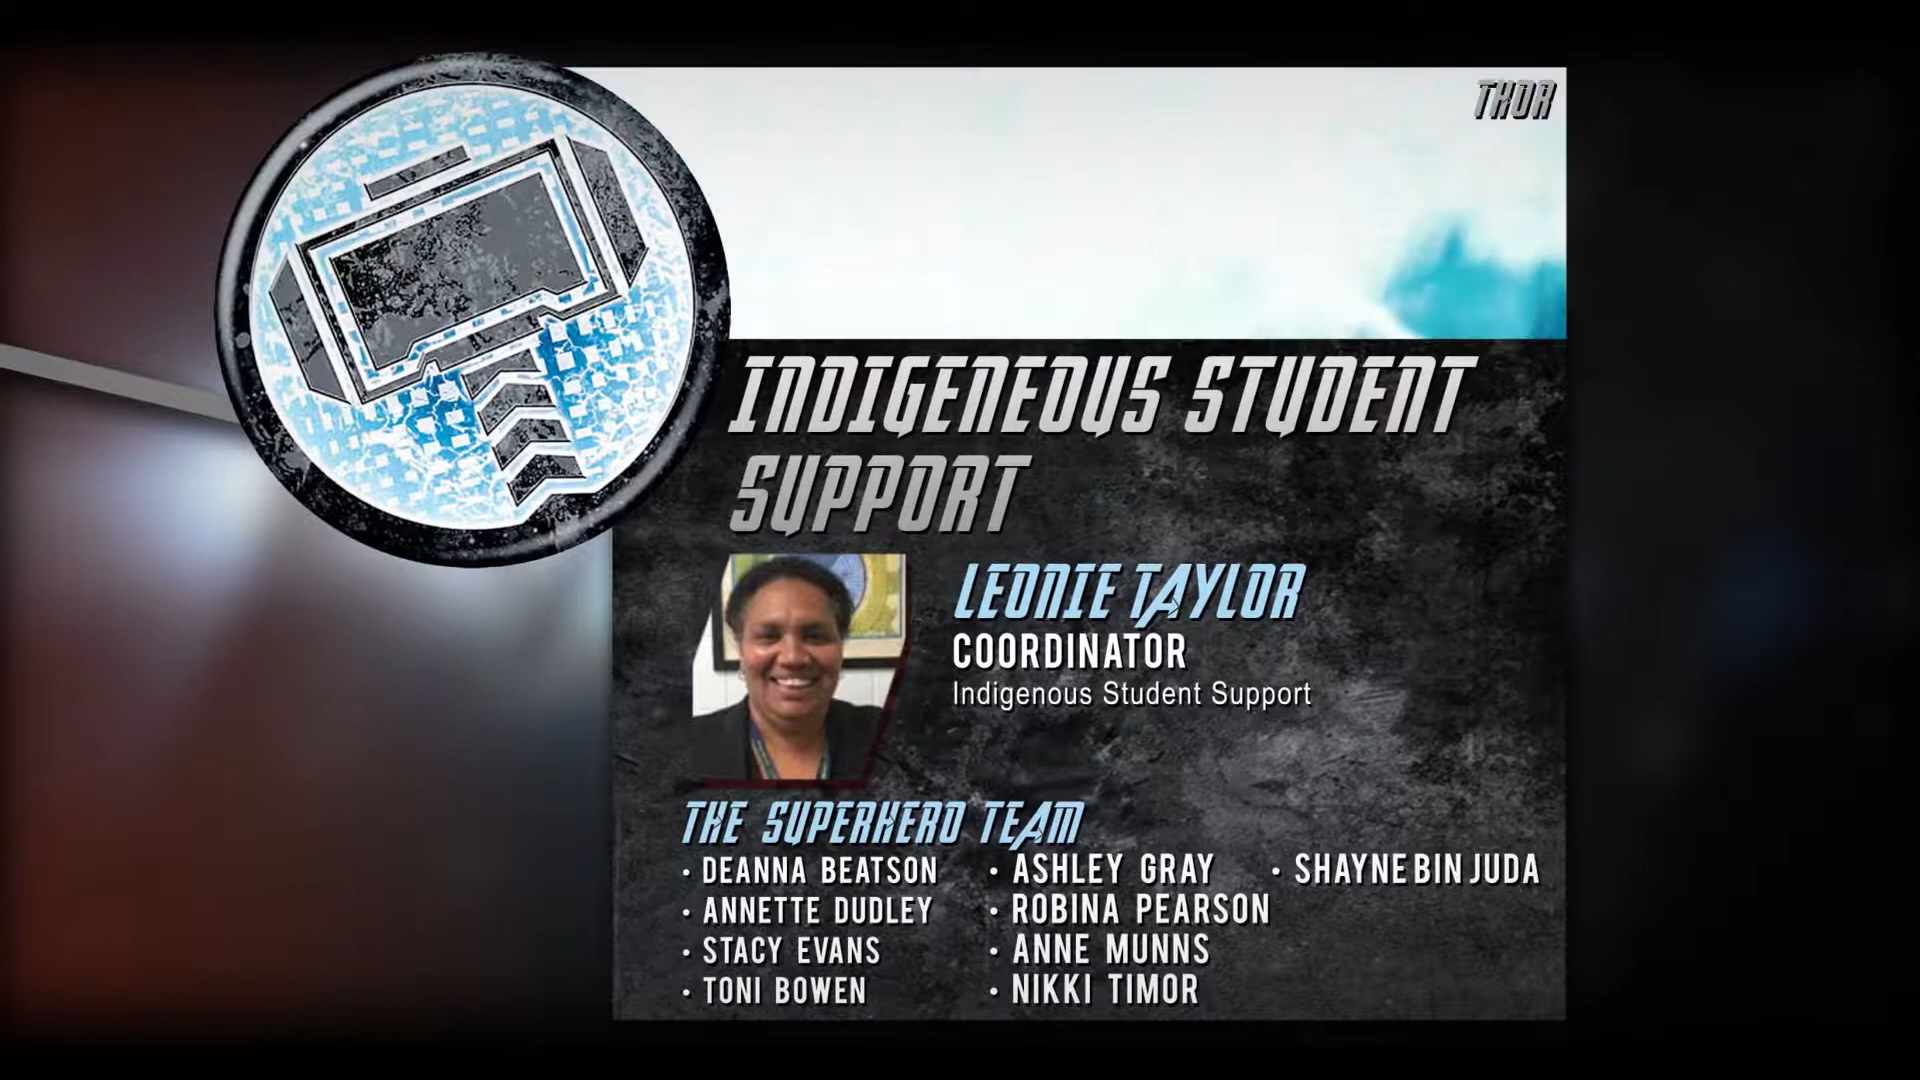 THOR
INDIGENEOUS STUDENT
SUPPORT
LEONIE TAYLOR
COORDINATOR
Indigenous Student Support
THE SUPERHERO TEAM
• DEANNA BEATSON
• ANNETTE DUDLEY
• STACY EVANS
• TONI BOWEN
• ASHLEY GRAY
• ROBINA PEARSON
• ANNE MUNNS
• NIKKI TIMOR
• SHAYNE BIN JUDA